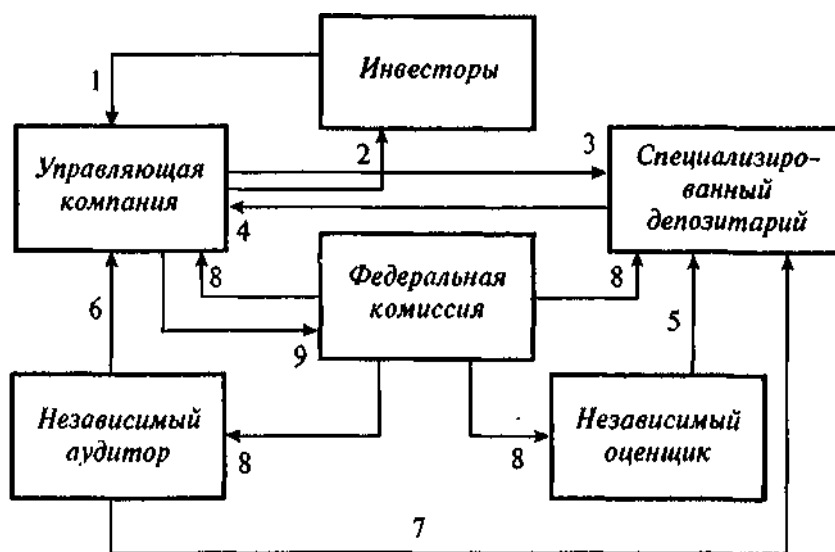 Инвесторы
1
2
3
Управляющая
компания
Специализиро-
ванный
депозитарий
4
8
Федеральная
комиссия
8
6
5
9
Независимый
аудитор
8
8
Независимый
оценщик
7